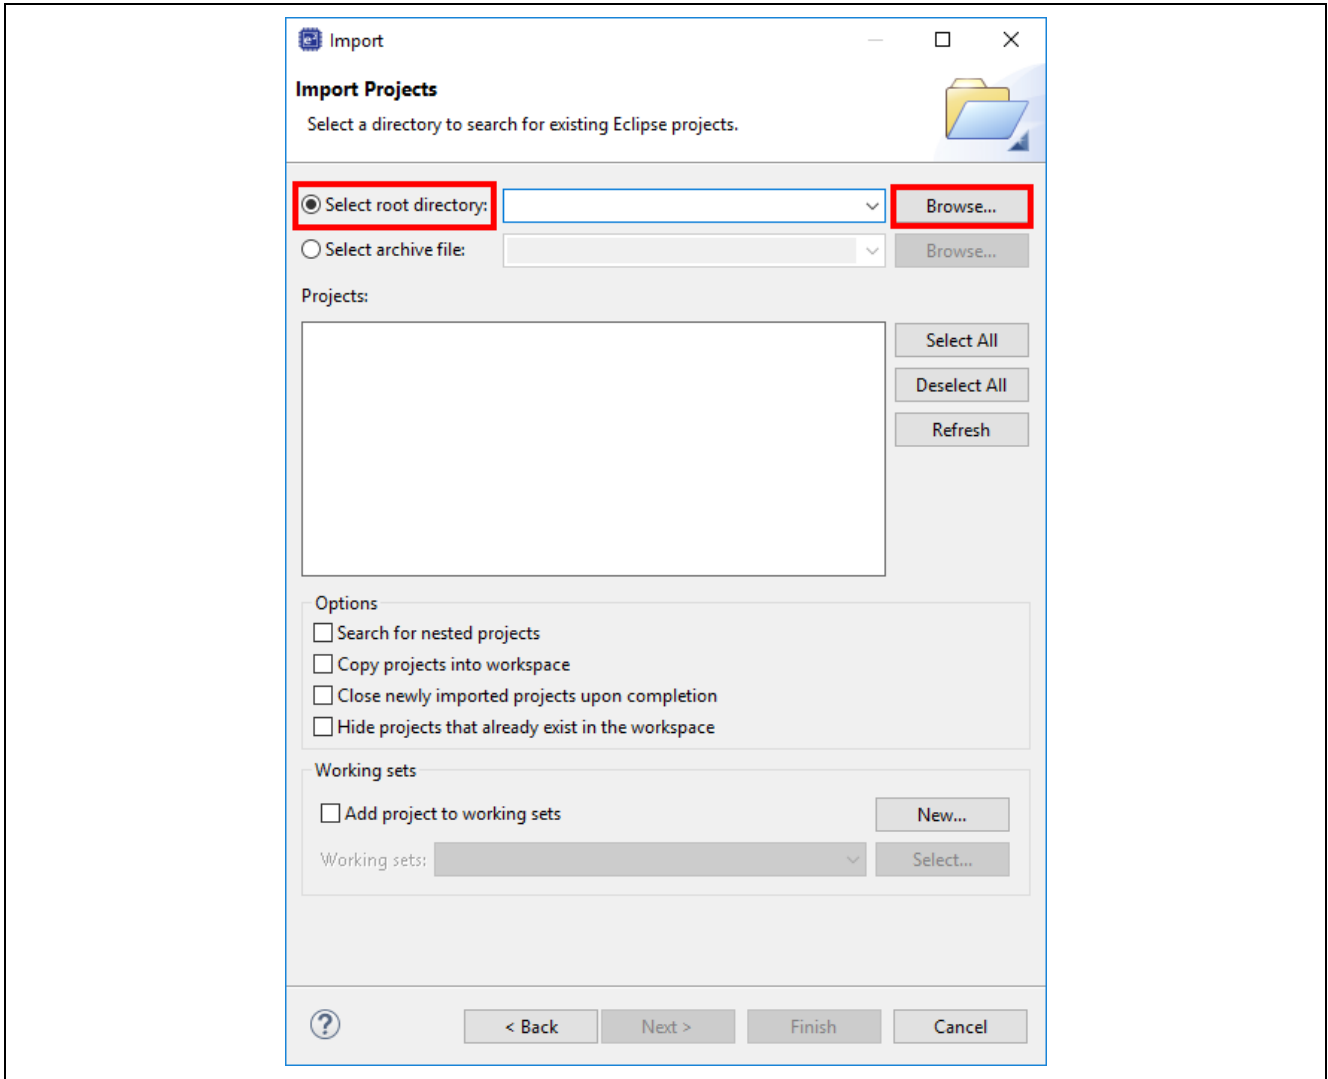 Import
Import Projects
Select a directory to search for existing Eclipse projects.
Select root directory: Browse...
Select archive file: Browse...
Projects:
Select All
Deselect All
Refresh
Options
Search for nested projects
Copy projects into workspace
Close newly imported projects upon completion
Hide projects that already exist in the workspace
Working sets
Add project to working sets New...
Working sets: Select...
? < Back Next > Finish Cancel